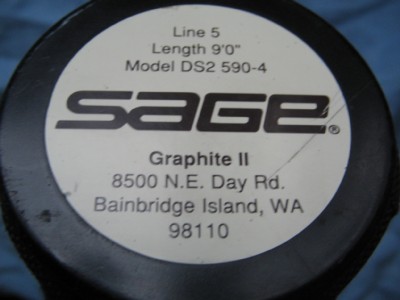 Line 5
Length 9'0"
Model DS2 590-4
SAGE®
Graphite II
8500 N.E. Day Rd.
Bainbridge Island, WA
98110